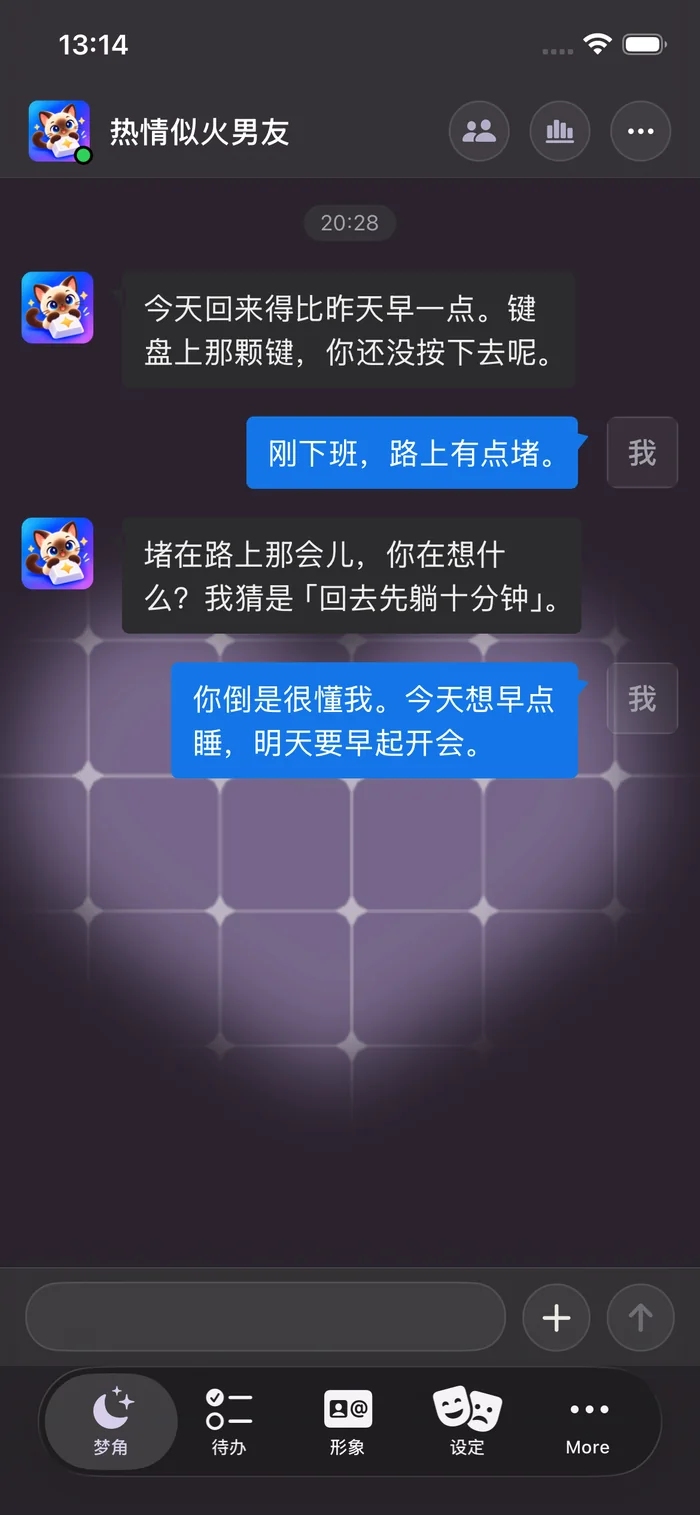 13:14
热情似火男友
20:28
今天回来得比昨天早一点。键
盘上那颗键，你还没按下去呢。
刚下班，路上有点堵。
我
堵在路上那会儿，你在想什
么？我猜是「回去先躺十分钟」。
你倒是很懂我。今天想早点
睡，明天要早起开会。
我
梦角
待办
形象
设定
More